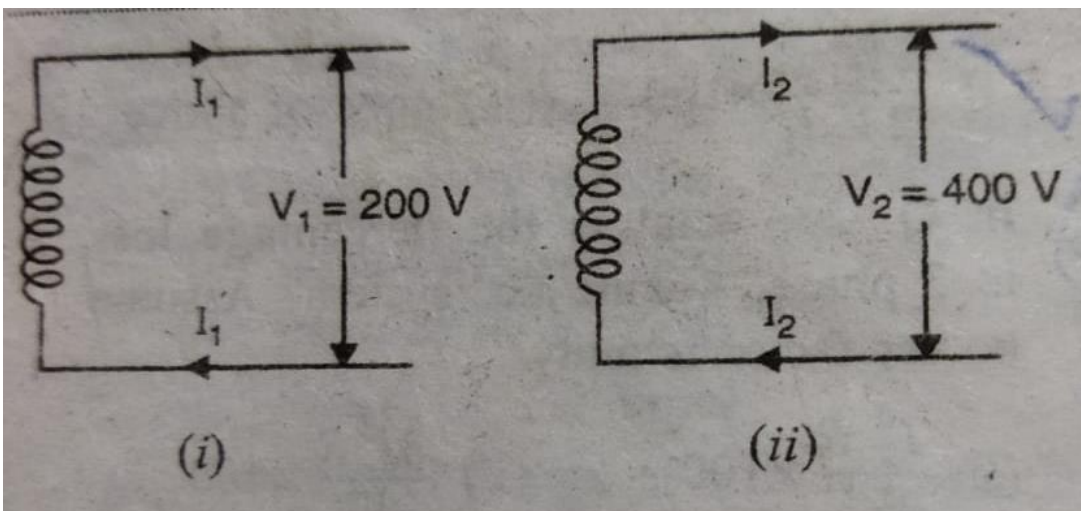 I₁
V₁ = 200 V
I₁
(i)
I₂
V₂ = 400 V
I₂
(ii)